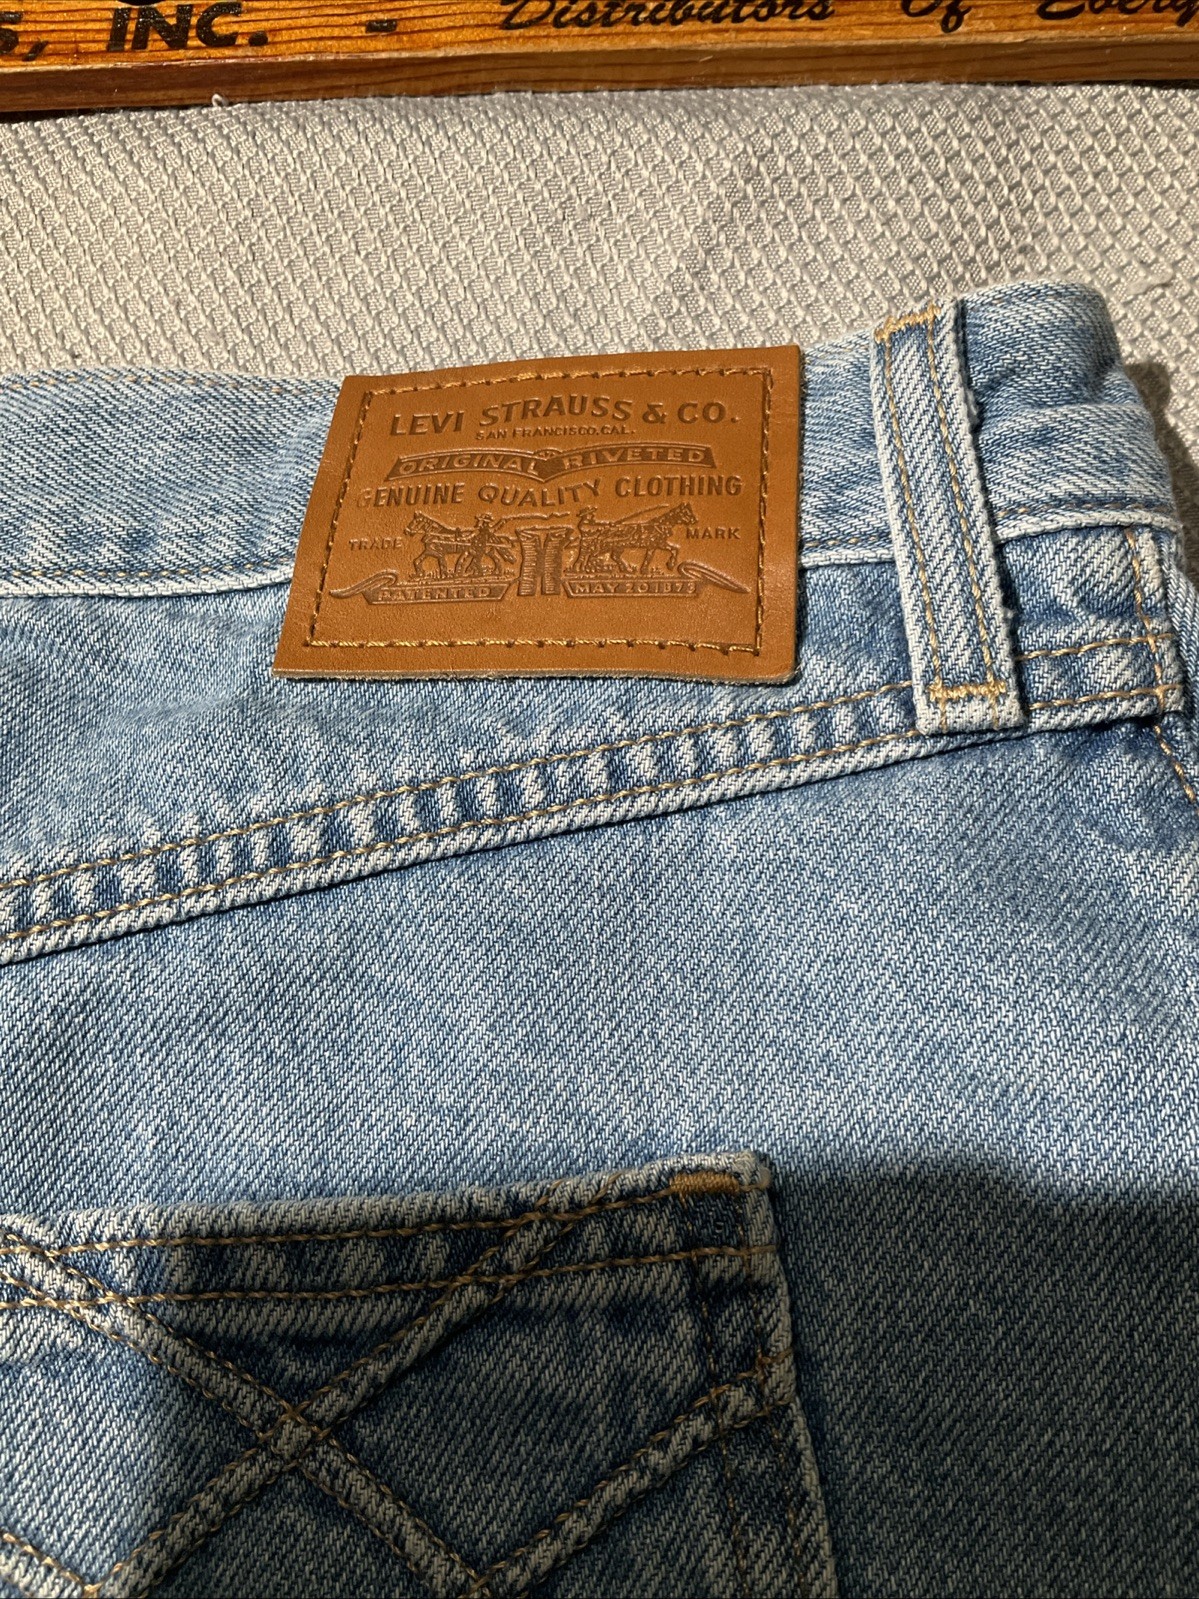 S, INC. - Distributors Of Every
LEVI STRAUSS & CO.
SAN FRANCISCO. CAL.
ORIGINAL RIVETED
GENUINE QUALITY CLOTHING
TRADE MARK
PATENTED MAY 20 1873